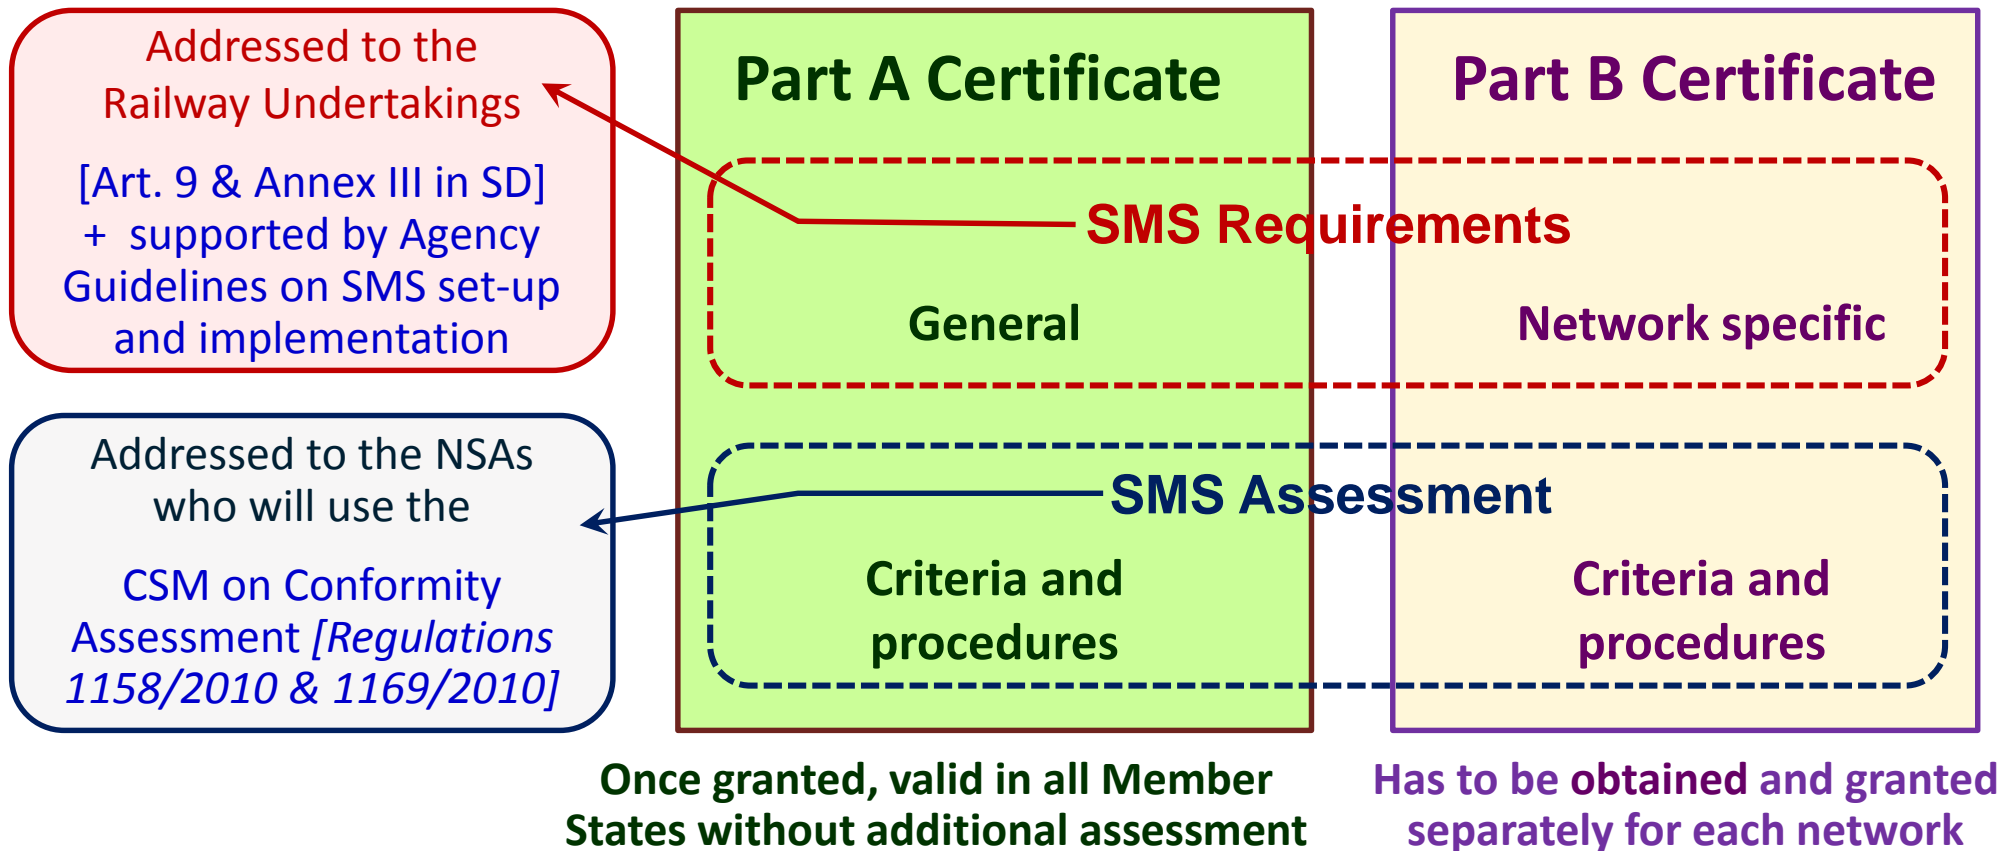 Addressed to the
Railway Undertakings
[Art. 9 & Annex III in SD]
+ supported by Agency
Guidelines on SMS set-up
and implementation
Addressed to the NSAs
who will use the
CSM on Conformity
Assessment [Regulations
1158/2010 & 1169/2010]
Part A Certificate
Part B Certificate
SMS Requirements
General
Network specific
SMS Assessment
Criteria and
procedures
Criteria and
procedures
Once granted, valid in all Member
States without additional assessment
Has to be obtained and granted
separately for each network